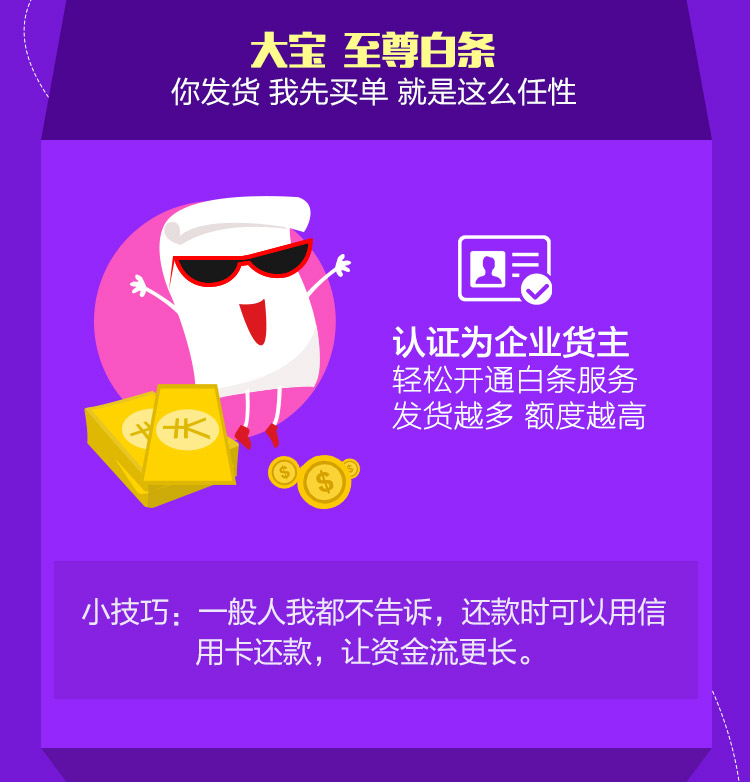 大宝 至尊白条
你发货 我先买单 就是这么任性
认证为企业货主
轻松开通白条服务
发货越多 额度越高
$
$
$
小技巧：一般人我都不告诉，还款时可以用信
用卡还款，让资金流更长。